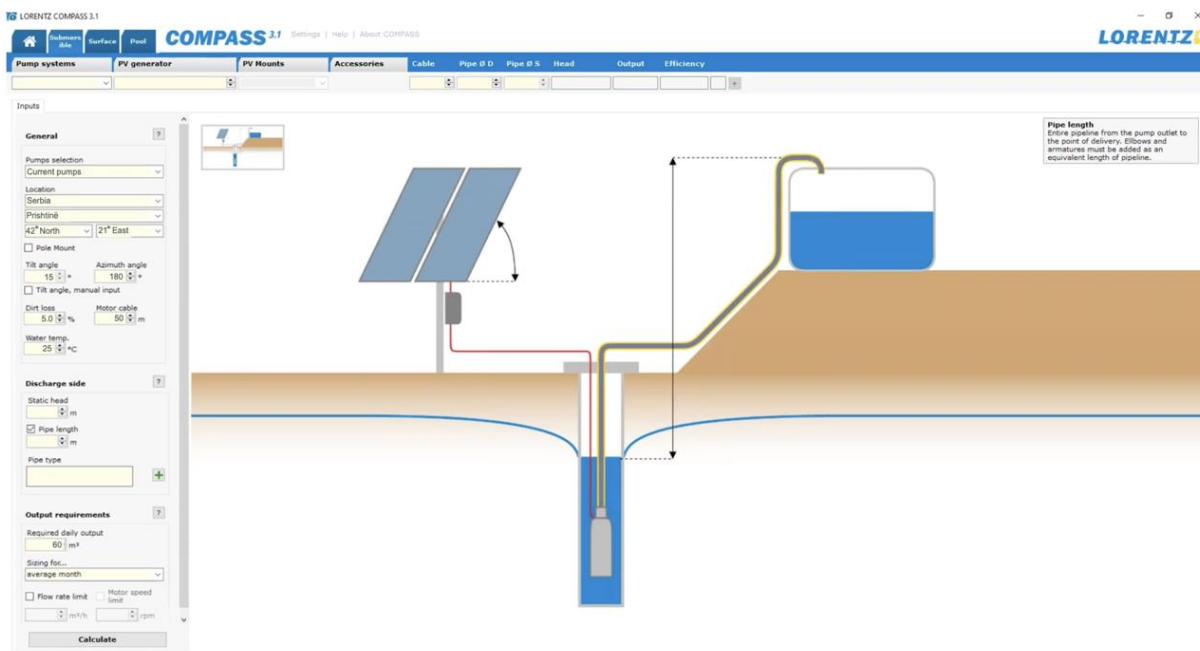 LORENTZ COMPASS 3.1
Submers
ible
Surface
Pool
COMPASS 3.1
Settings | Help | About COMPASS
LORENTZ
Pump systems
PV generator
PV Mounts
Accessories
Cable
Pipe Ø D
Pipe Ø S
Head
Output
Efficiency
Inputs
General
?
Pumps selection
Current pumps
Location
Serbia
Prishtinë
42° North
21° East
Pole Mount
Tilt angle
Azimuth angle
15 °
180 °
Tilt angle, manual input
Dirt loss
Motor cable
5.0 %
50 m
Water temp.
25 °C
Discharge side
?
Static head
m
Pipe length
m
Pipe type
Output requirements
?
Required daily output
60 m³
Sizing for...
average month
Flow rate limit
Motor speed
limit
m³/h
rpm
Calculate
Pipe length
Entire pipeline from the pump outlet to
the point of delivery. Ellbows and
armatures must be added as an
equivalent length of pipeline.